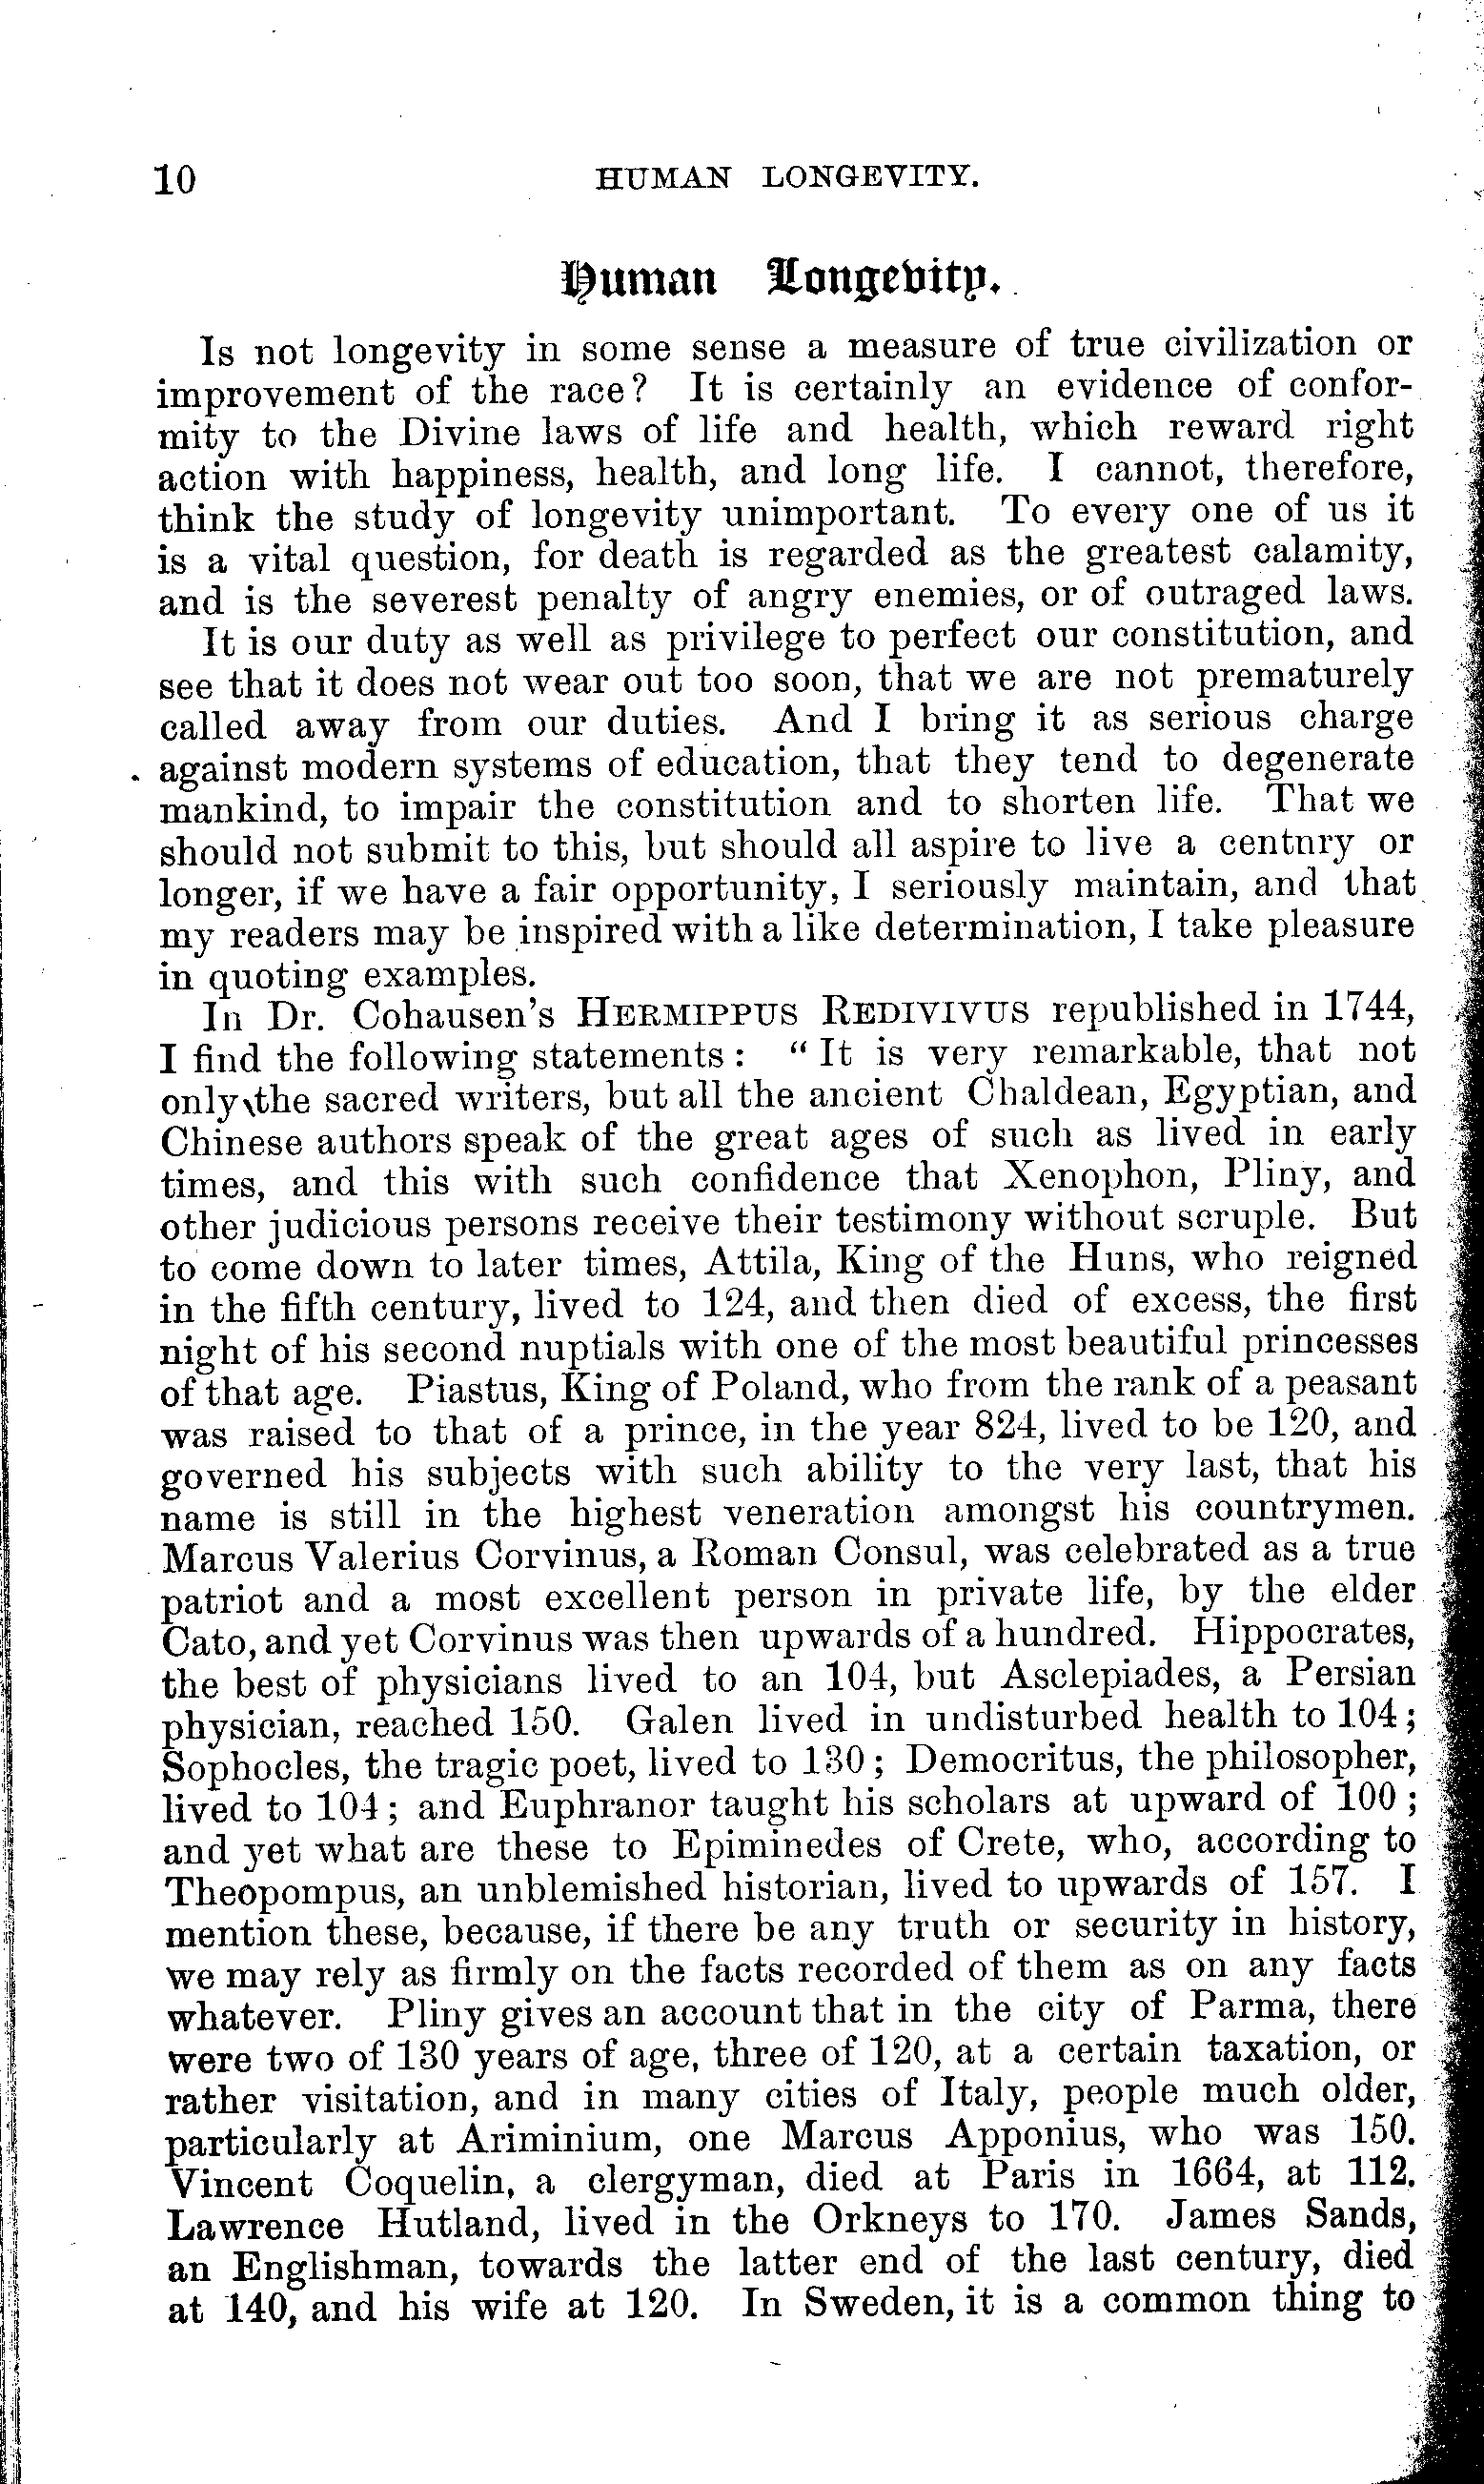 10 HUMAN LONGEVITY.
Human Longevity.
Is not longevity in some sense a measure of true civilization or
improvement of the race? It is certainly an evidence of confor-
mity to the Divine laws of life and health, which reward right
action with happiness, health, and long life. I cannot, therefore,
think the study of longevity unimportant. To every one of us it
is a vital question, for death is regarded as the greatest calamity,
and is the severest penalty of angry enemies, or of outraged laws.
It is our duty as well as privilege to perfect our constitution, and
see that it does not wear out too soon, that we are not prematurely
called away from our duties. And I bring it as serious charge
against modern systems of education, that they tend to degenerate
mankind, to impair the constitution and to shorten life. That we
should not submit to this, but should all aspire to live a centnry or
longer, if we have a fair opportunity, I seriously maintain, and that
my readers may be inspired with a like determination, I take pleasure
in quoting examples.
In Dr. Cohausen's HERMIPPUS REDIVIVUS republished in 1744,
I find the following statements: "It is very remarkable, that not
only the sacred writers, but all the ancient Chaldean, Egyptian, and
Chinese authors speak of the great ages of such as lived in early
times, and this with such confidence that Xenophon, Pliny, and
other judicious persons receive their testimony without scruple. But
to come down to later times, Attila, King of the Huns, who reigned
in the fifth century, lived to 124, and then died of excess, the first
night of his second nuptials with one of the most beautiful princesses
of that age. Piastus, King of Poland, who from the rank of a peasant
was raised to that of a prince, in the year 824, lived to be 120, and
governed his subjects with such ability to the very last, that his
name is still in the highest veneration amongst his countrymen.
Marcus Valerius Corvinus, a Roman Consul, was celebrated as a true
patriot and a most excellent person in private life, by the elder
Cato, and yet Corvinus was then upwards of a hundred. Hippocrates,
the best of physicians lived to an 104, but Asclepiades, a Persian
physician, reached 150. Galen lived in undisturbed health to 104;
Sophocles, the tragic poet, lived to 130; Democritus, the philosopher,
lived to 104; and Euphranor taught his scholars at upward of 100;
and yet what are these to Epiminedes of Crete, who, according to
Theopompus, an unblemished historian, lived to upwards of 157. I
mention these, because, if there be any truth or security in history,
we may rely as firmly on the facts recorded of them as on any facts
whatever. Pliny gives an account that in the city of Parma, there
were two of 130 years of age, three of 120, at a certain taxation, or
rather visitation, and in many cities of Italy, people much older,
particularly at Ariminium, one Marcus Apponius, who was 150.
Vincent Coquelin, a clergyman, died at Paris in 1664, at 112.
Lawrence Hutland, lived in the Orkneys to 170. James Sands,
an Englishman, towards the latter end of the last century, died
at 140, and his wife at 120. In Sweden, it is a common thing to